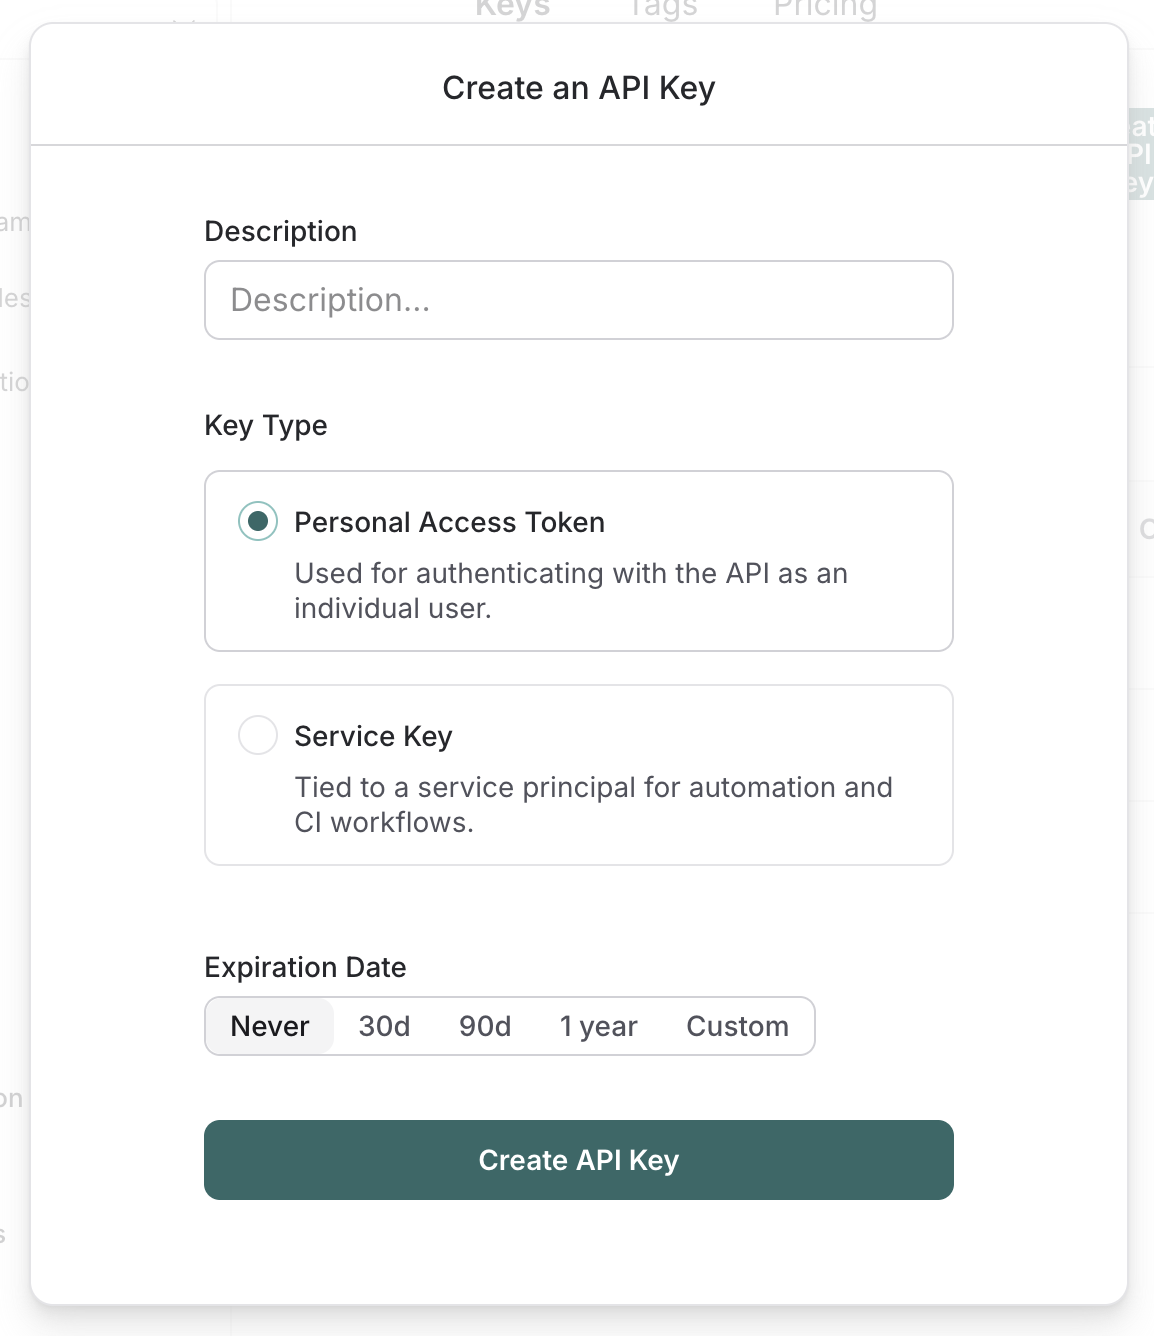 Keys Tags Pricing
Create an API Key
Description
Description...
Key Type
Personal Access Token
Used for authenticating with the API as an
individual user.
Service Key
Tied to a service principal for automation and
CI workflows.
Expiration Date
Never 30d 90d 1 year Custom
Create API Key